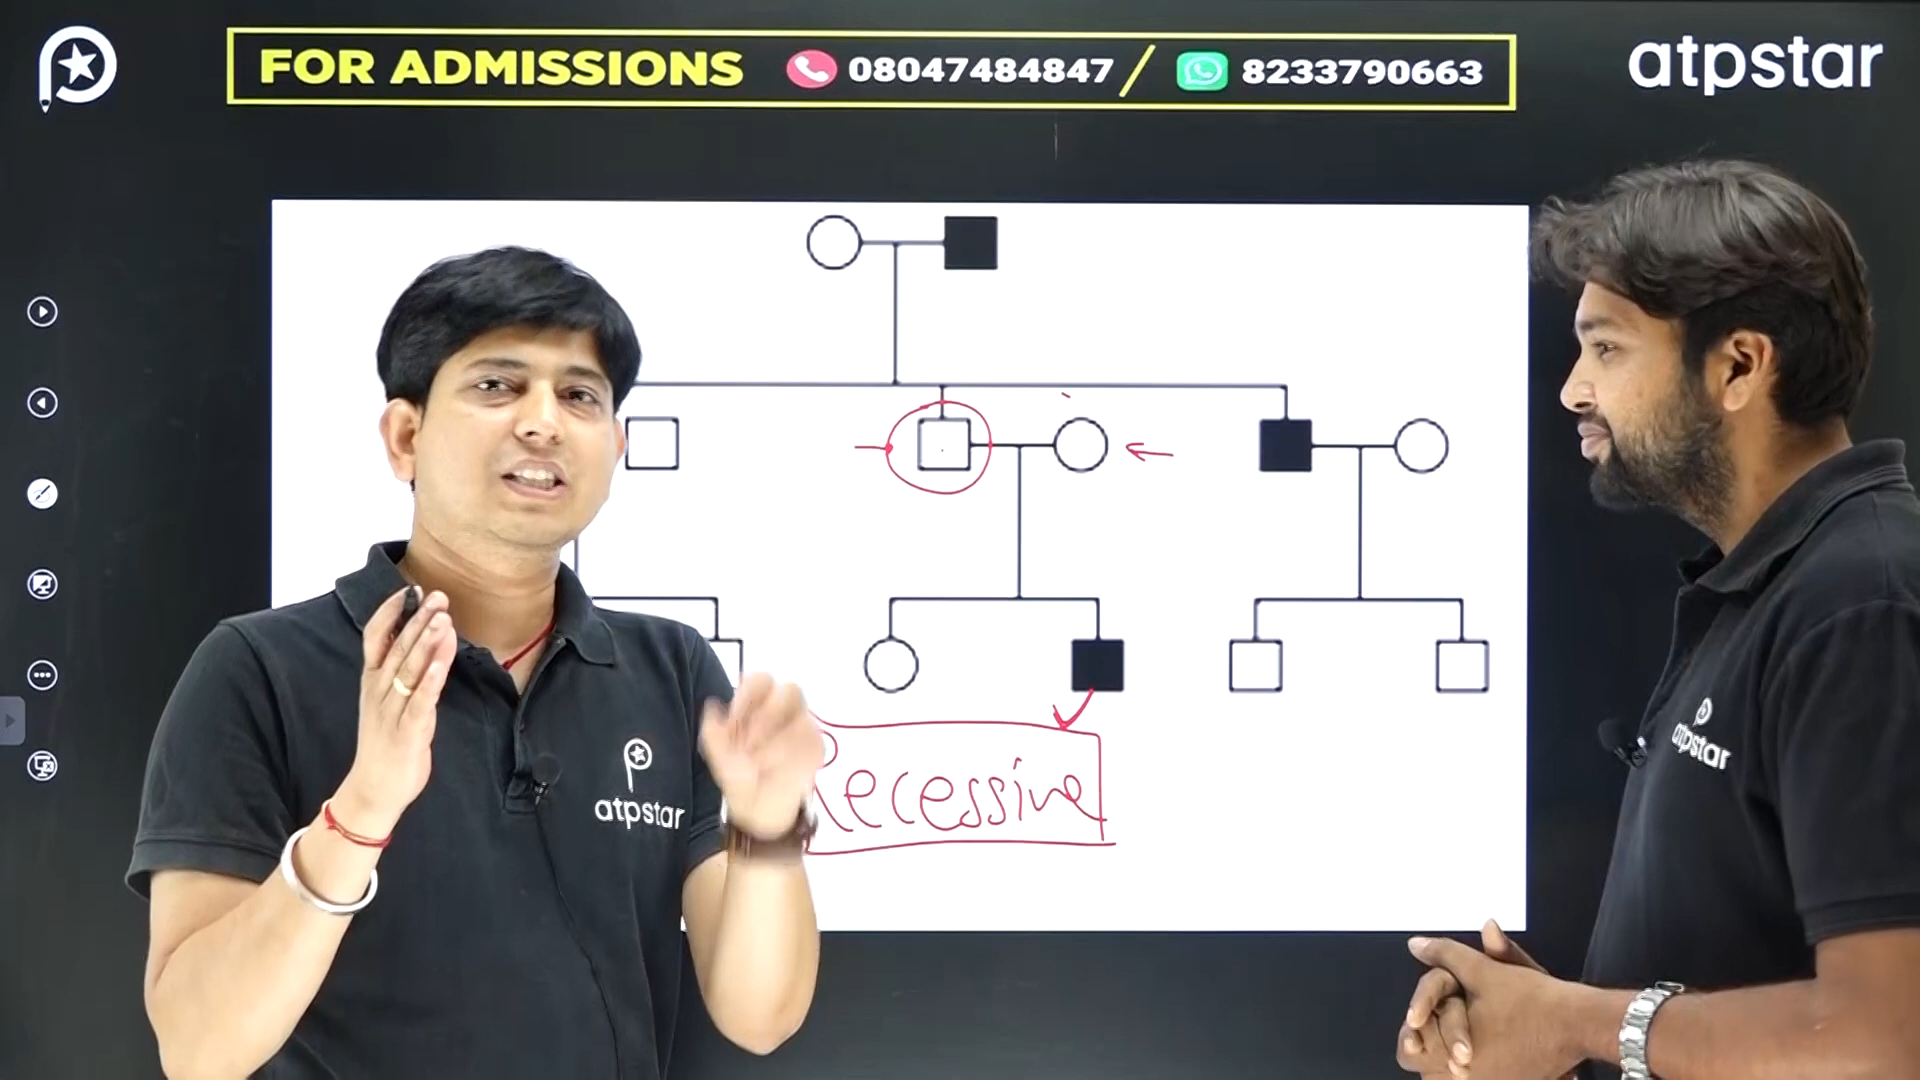 FOR ADMISSIONS 08047484847 / 8233790663
atpstar
Recessive
atpstar
atpstar